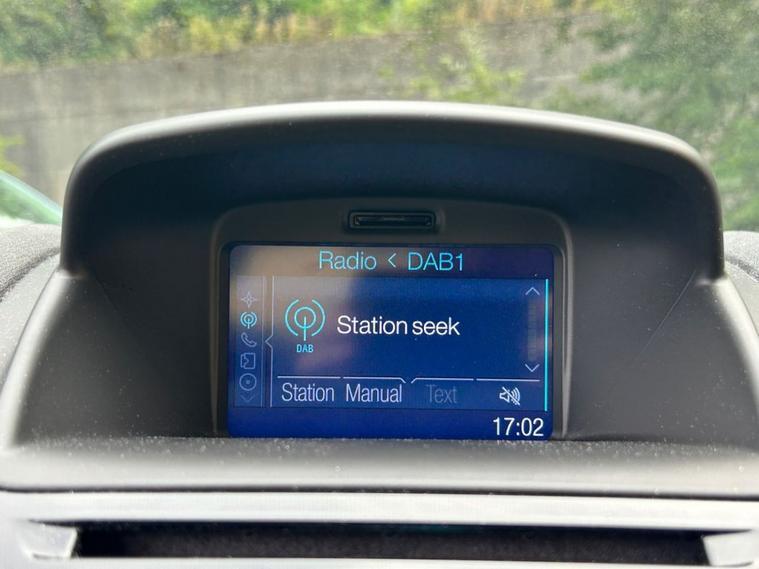 Radio < DAB1
DAB
Station seek
Station Manual Text
17:02